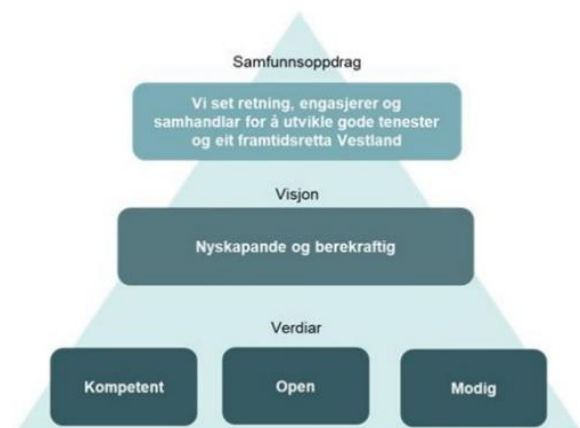 Samfunnsoppdrag
Vi set retning, engasjerer og
samhandlar for å utvikle gode tenester
og eit framtidsretta Vestland
Visjon
Nyskapande og berekraftig
Verdiar
Kompetent
Open
Modig